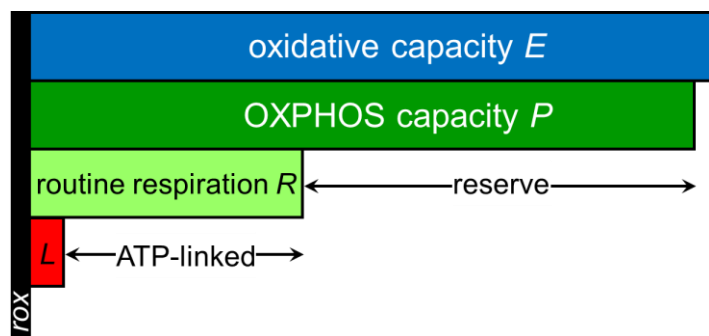 oxidative capacity E
OXPHOS capacity P
routine respiration R
reserve
L
ATP-linked
rox